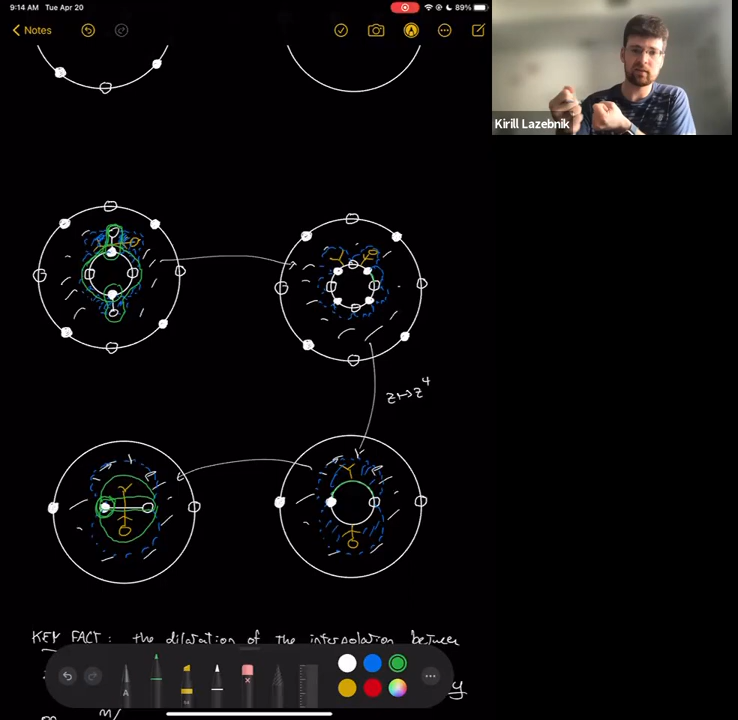 9:14 AM Tue Apr 20
89%
Notes
Kirill Lazebnik
z ↦ z⁴
KEY FACT: the dilatation of the interpolation between
A
y